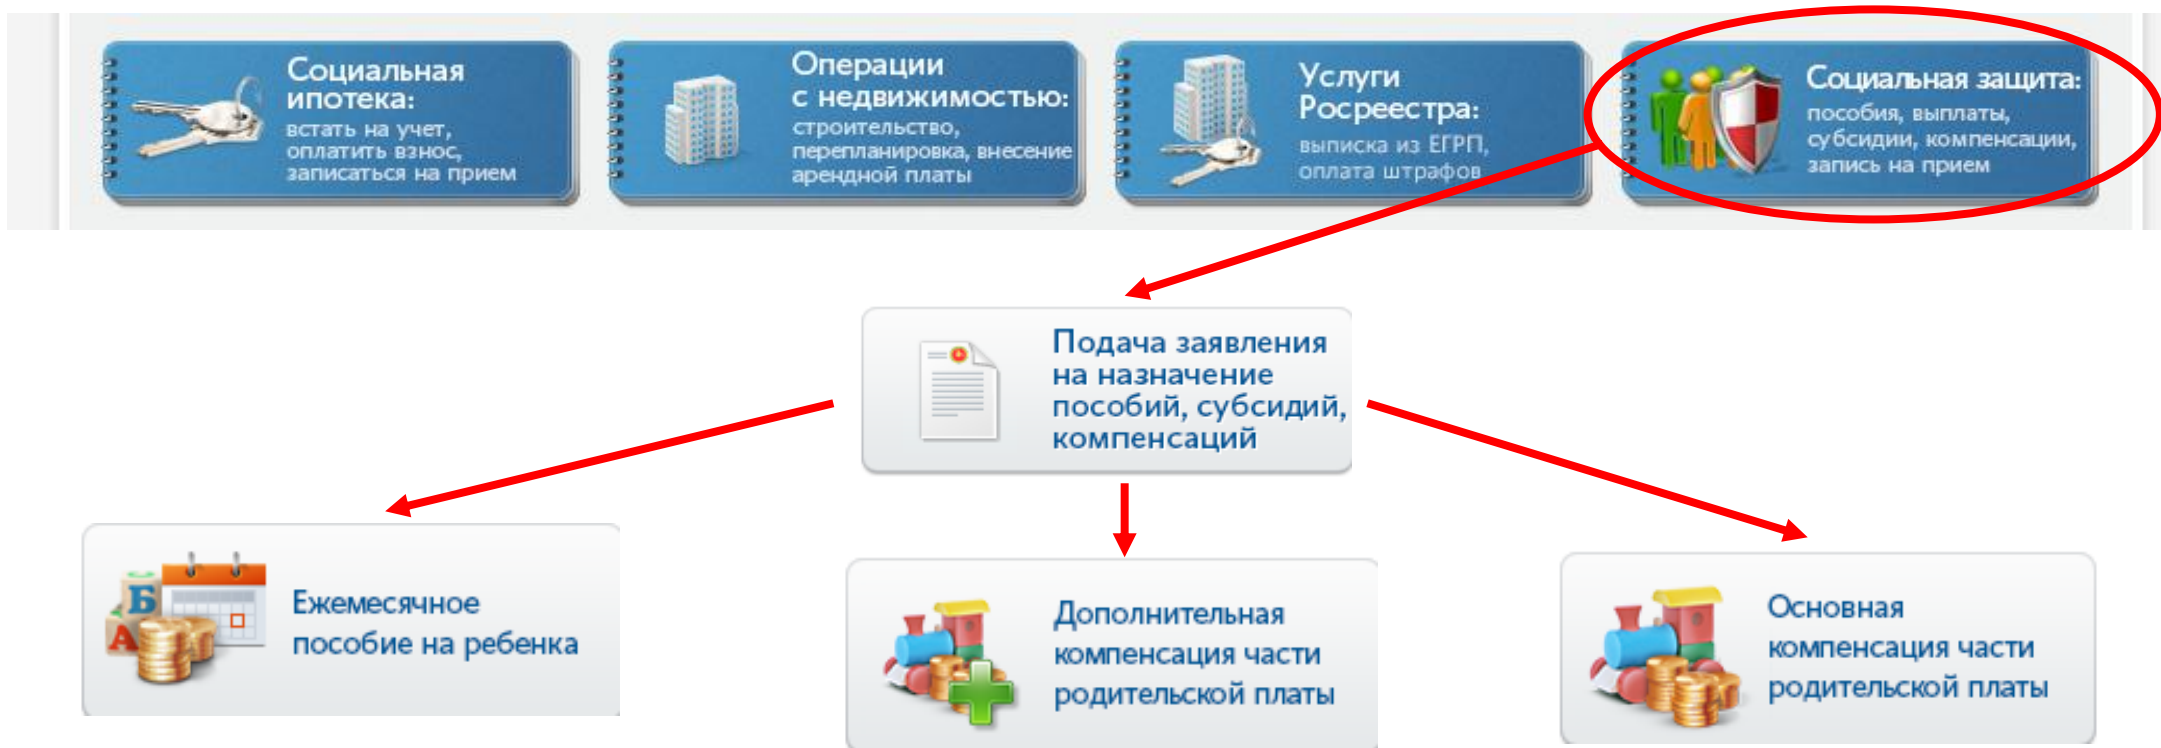 Социальная
ипотека:
встать на учет,
оплатить взнос,
записаться на прием
Операции
с недвижимостью:
строительство,
перепланировка, внесение
арендной платы
Услуги
Росреестра:
выписка из ЕГРП,
оплата штрафов
Социальная защита:
пособия, выплаты,
субсидии, компенсации,
запись на прием
Подача заявления
на назначение
пособий, субсидий,
компенсаций
Б
А
Ежемесячное
пособие на ребенка
Дополнительная
компенсация части
родительской платы
Основная
компенсация части
родительской платы